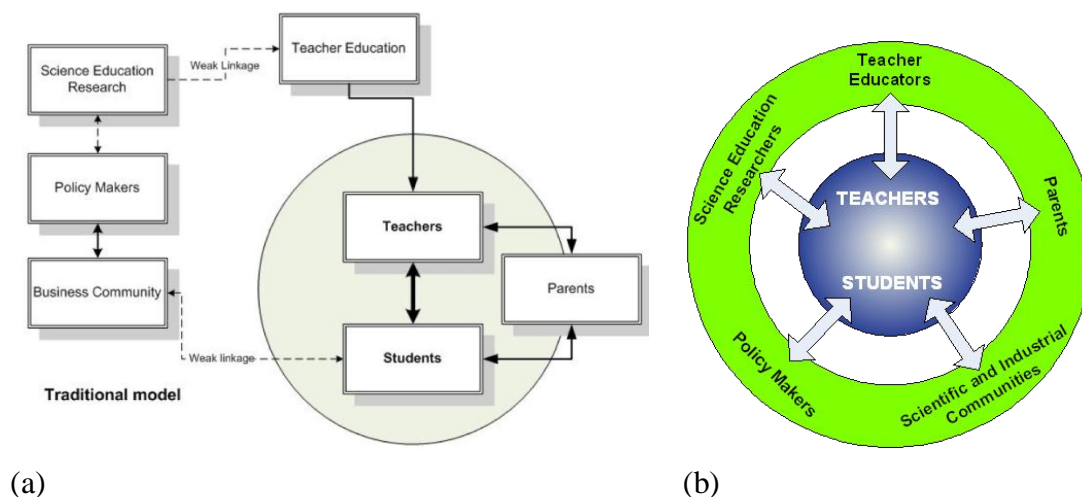 Teacher Education
Weak Linkage
Science Education
Research
Policy Makers
Business Community
Teachers
Parents
Students
Weak linkage
Traditional model
(a)
Teacher
Educators
Science Education
Researchers
Parents
TEACHERS
STUDENTS
Policy Makers
Scientific and Industrial
Communities
(b)